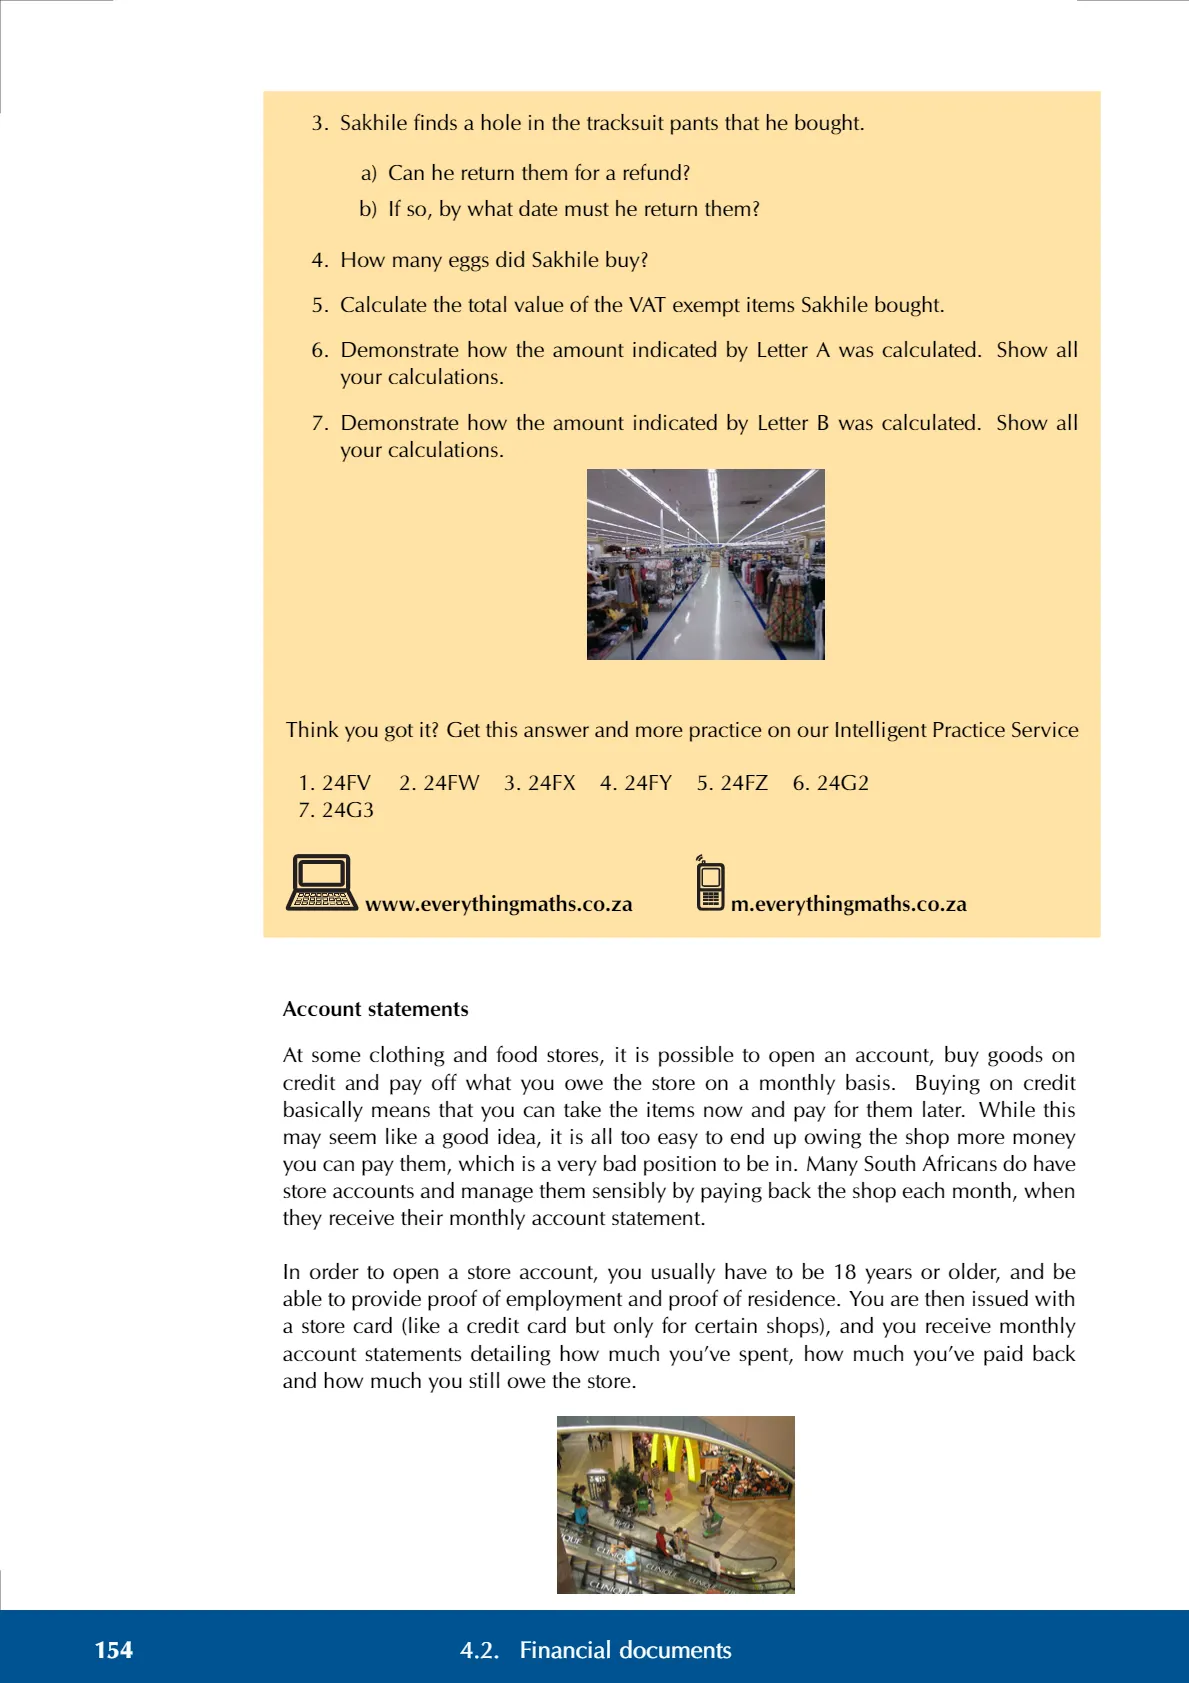 3. Sakhile finds a hole in the tracksuit pants that he bought.
a) Can he return them for a refund?
b) If so, by what date must he return them?
4. How many eggs did Sakhile buy?
5. Calculate the total value of the VAT exempt items Sakhile bought.
6. Demonstrate how the amount indicated by Letter A was calculated. Show all
your calculations.
7. Demonstrate how the amount indicated by Letter B was calculated. Show all
your calculations.
Think you got it? Get this answer and more practice on our Intelligent Practice Service
1. 24FV 2. 24FW 3. 24FX 4. 24FY 5. 24FZ 6. 24G2
7. 24G3
www.everythingmaths.co.za m.everythingmaths.co.za
Account statements
At some clothing and food stores, it is possible to open an account, buy goods on
credit and pay off what you owe the store on a monthly basis. Buying on credit
basically means that you can take the items now and pay for them later. While this
may seem like a good idea, it is all too easy to end up owing the shop more money
you can pay them, which is a very bad position to be in. Many South Africans do have
store accounts and manage them sensibly by paying back the shop each month, when
they receive their monthly account statement.
In order to open a store account, you usually have to be 18 years or older, and be
able to provide proof of employment and proof of residence. You are then issued with
a store card (like a credit card but only for certain shops), and you receive monthly
account statements detailing how much you've spent, how much you've paid back
and how much you still owe the store.
CLINIQUE
CLINIQUE
CLINIQUE
CLINIQUE
154 4.2. Financial documents